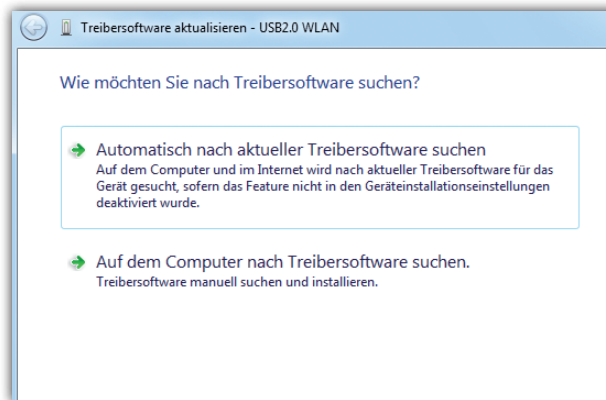 Treibersoftware aktualisieren - USB2.0 WLAN
Wie möchten Sie nach Treibersoftware suchen?
Automatisch nach aktueller Treibersoftware suchen
Auf dem Computer und im Internet wird nach aktueller Treibersoftware für das
Gerät gesucht, sofern das Feature nicht in den Geräteinstallationseinstellungen
deaktiviert wurde.
Auf dem Computer nach Treibersoftware suchen.
Treibersoftware manuell suchen und installieren.